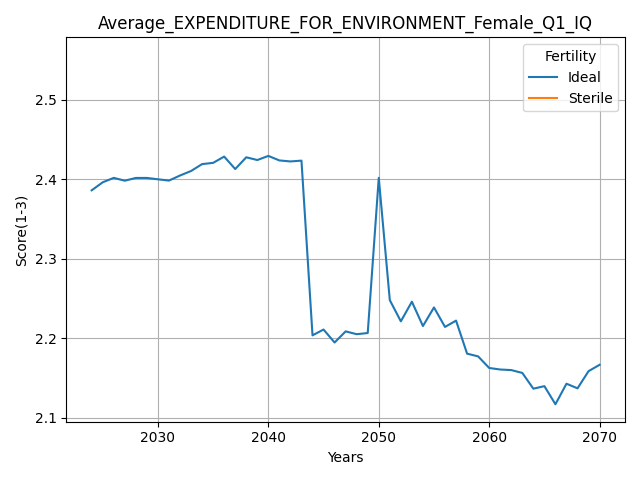 Average_EXPENDITURE_FOR_ENVIRONMENT_Female_Q1_IQ
Fertility
Ideal
Sterile
2.5
2.4
2.3
2.2
2.1
Score(1-3)
2030 2040 2050 2060 2070
Years